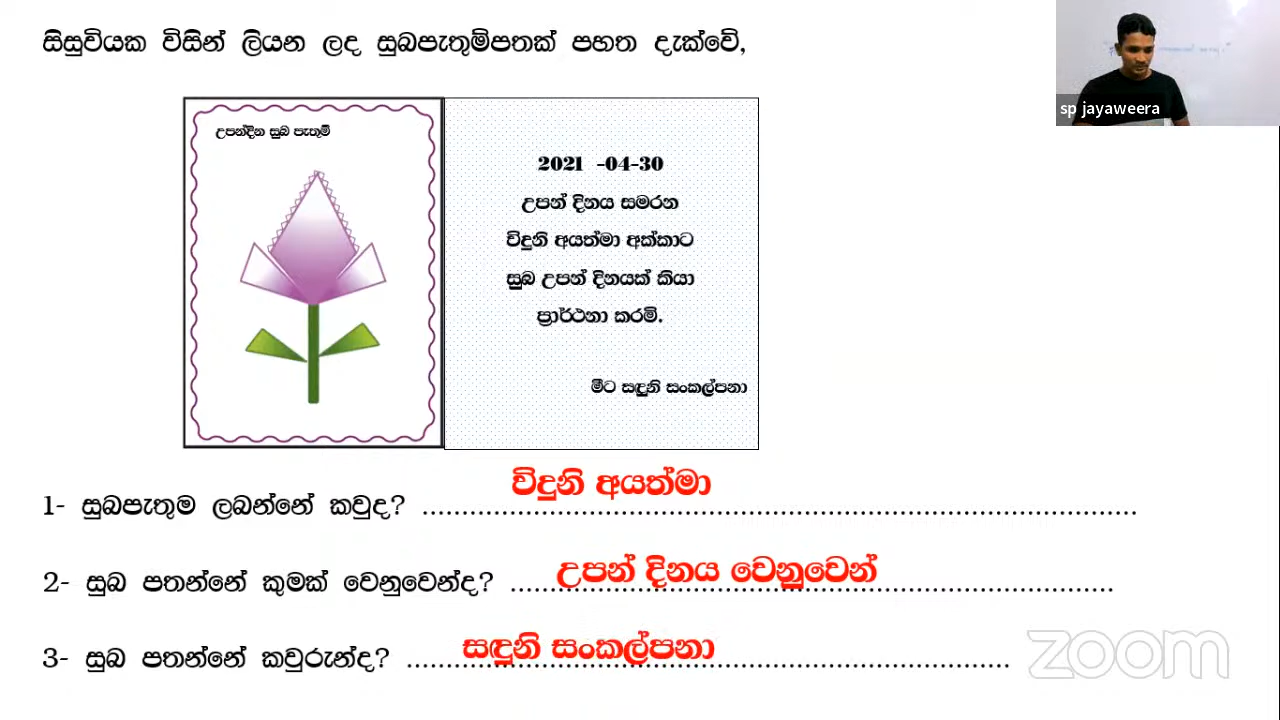 සිසුවියක විසින් ලියන ලද සුබපැතුම්පතක් පහත දැක්වේ,
sp jayaweera
උපන්දින සුබ පැතුම්
2021 -04-30
උපන් දිනය සමරන
විදුනි අයත්මා අක්කාට
සුබ උපන් දිනයක් කියා
ප්‍රාර්ථනා කරමි.
මීට සඳුනි සංකල්පනා
1- සුබපැතුම ලබන්නේ කවුද? විදුනි අයත්මා
2- සුබ පතන්නේ කුමක් වෙනුවෙන්ද? උපන් දිනය වෙනුවෙන්
3- සුබ පතන්නේ කවුරුන්ද? සඳුනි සංකල්පනා
zoom